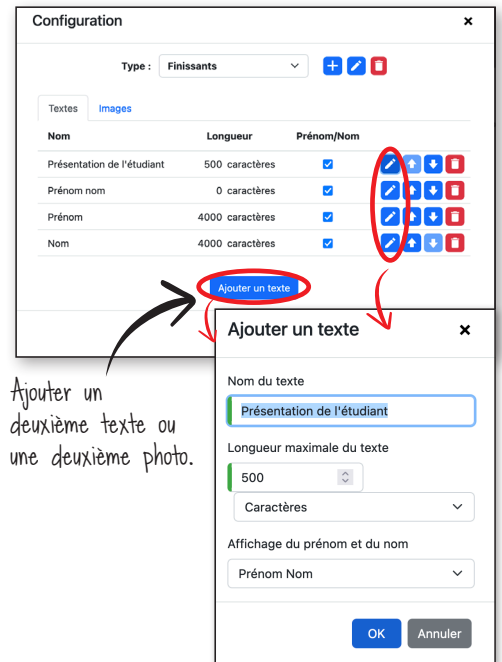 Configuration ×
Type : Finissants
Textes Images
Nom Longueur Prénom/Nom
Présentation de l'étudiant 500 caractères
Prénom nom 0 caractères
Prénom 4000 caractères
Nom 4000 caractères
Ajouter un texte
Ajouter un
deuxième texte ou
une deuxième photo.
Ajouter un texte ×
Nom du texte
Présentation de l'étudiant
Longueur maximale du texte
500
Caractères
Affichage du prénom et du nom
Prénom Nom
OK Annuler